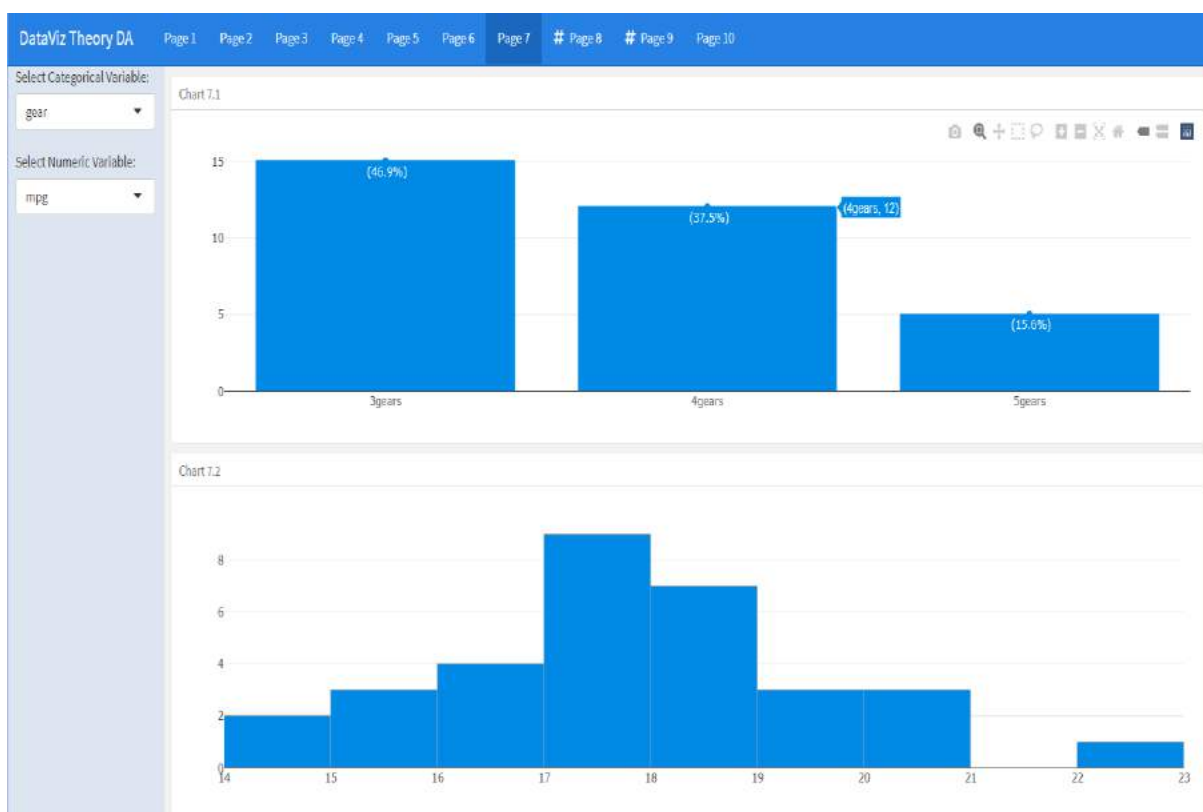 DataViz Theory DA Page 1 Page 2 Page 3 Page 4 Page 5 Page 6 Page 7 # Page 8 # Page 9 Page 10
Select Categorical Variable:
gear
Select Numeric Variable:
mpg
Chart 7.1
15
10
5
0
(46.9%)
(37.5%)
(4gears, 12)
(15.6%)
3gears 4gears 5gears
Chart 7.2
8
6
4
2
0
14 15 16 17 18 19 20 21 22 23